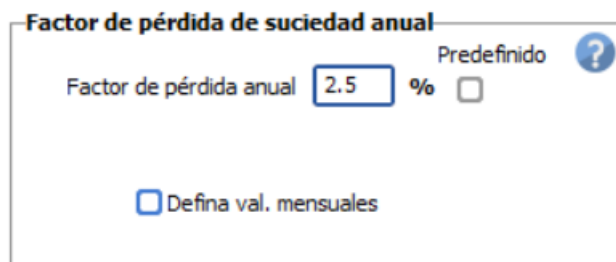 Factor de pérdida de suciedad anual
Predefinido
Factor de pérdida anual 2.5 %
Defina val. mensuales